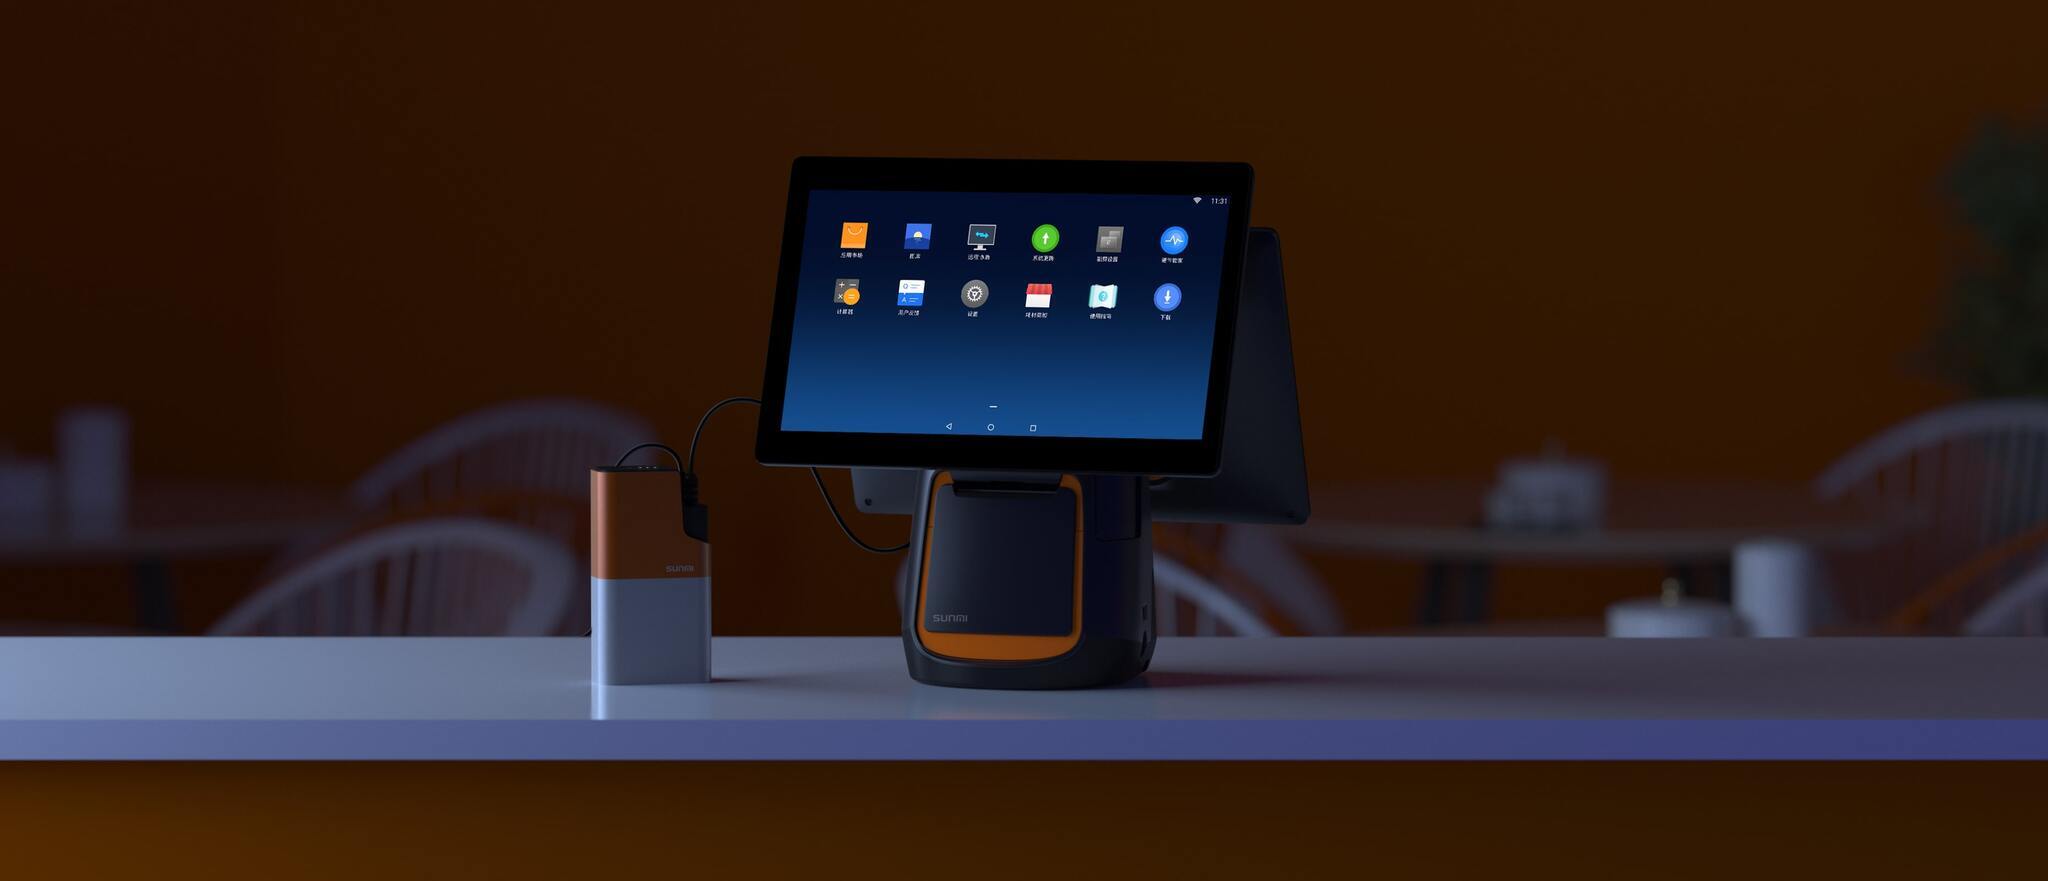 11:31
应用市场
图库
远程协助
系统更新
副屏设置
硬件管家
计算器
用户反馈
设置
耗材商城
使用指南
下载
SUNMI
SUNMI